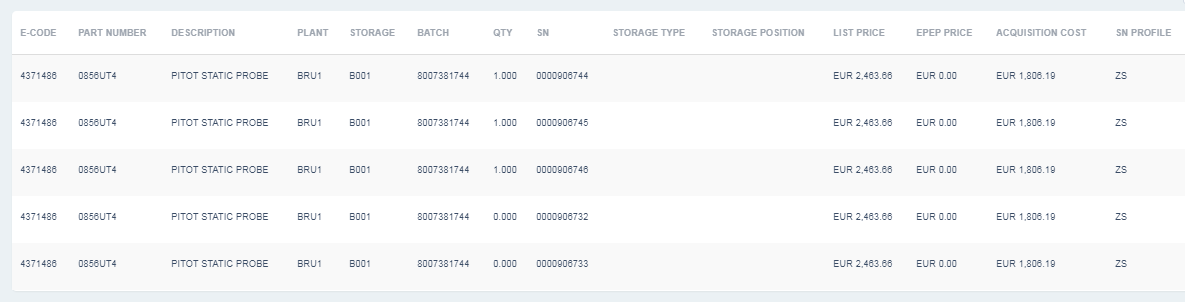 E-CODE PART NUMBER DESCRIPTION PLANT STORAGE BATCH QTY SN STORAGE TYPE STORAGE POSITION LIST PRICE EPEP PRICE ACQUISITION COST SN PROFILE
4371486 0856UT4 PITOT STATIC PROBE BRU1 B001 8007381744 1.000 0000906744 EUR 2,463.66 EUR 0.00 EUR 1,806.19 ZS
4371486 0856UT4 PITOT STATIC PROBE BRU1 B001 8007381744 1.000 0000906745 EUR 2,463.66 EUR 0.00 EUR 1,806.19 ZS
4371486 0856UT4 PITOT STATIC PROBE BRU1 B001 8007381744 1.000 0000906746 EUR 2,463.66 EUR 0.00 EUR 1,806.19 ZS
4371486 0856UT4 PITOT STATIC PROBE BRU1 B001 8007381744 0.000 0000906732 EUR 2,463.66 EUR 0.00 EUR 1,806.19 ZS
4371486 0856UT4 PITOT STATIC PROBE BRU1 B001 8007381744 0.000 0000906733 EUR 2,463.66 EUR 0.00 EUR 1,806.19 ZS